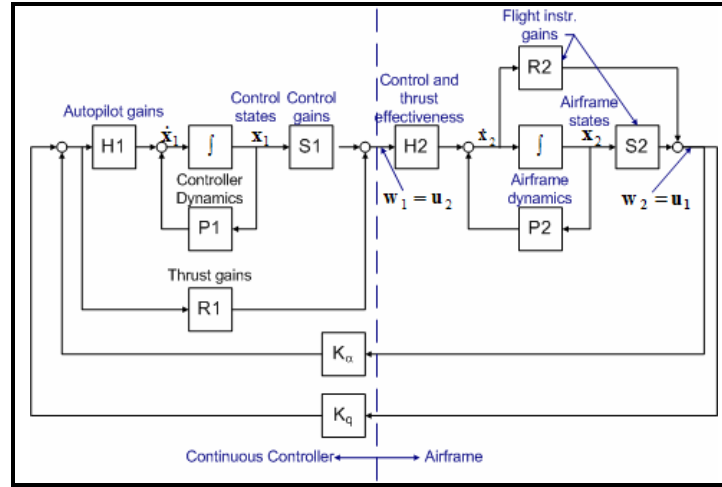 Flight instr.
gains
R2
Control and
thrust
effectiveness
Control
states
Control
gains
Airframe
states
Autopilot gains
H1
ẋ1
∫
x1
S1
H2
ẋ2
∫
x2
S2
Controller
Dynamics
P1
w1 = u2
Airframe
dynamics
P2
w2 = u1
Thrust gains
R1
Kα
Kq
Continuous Controller
Airframe